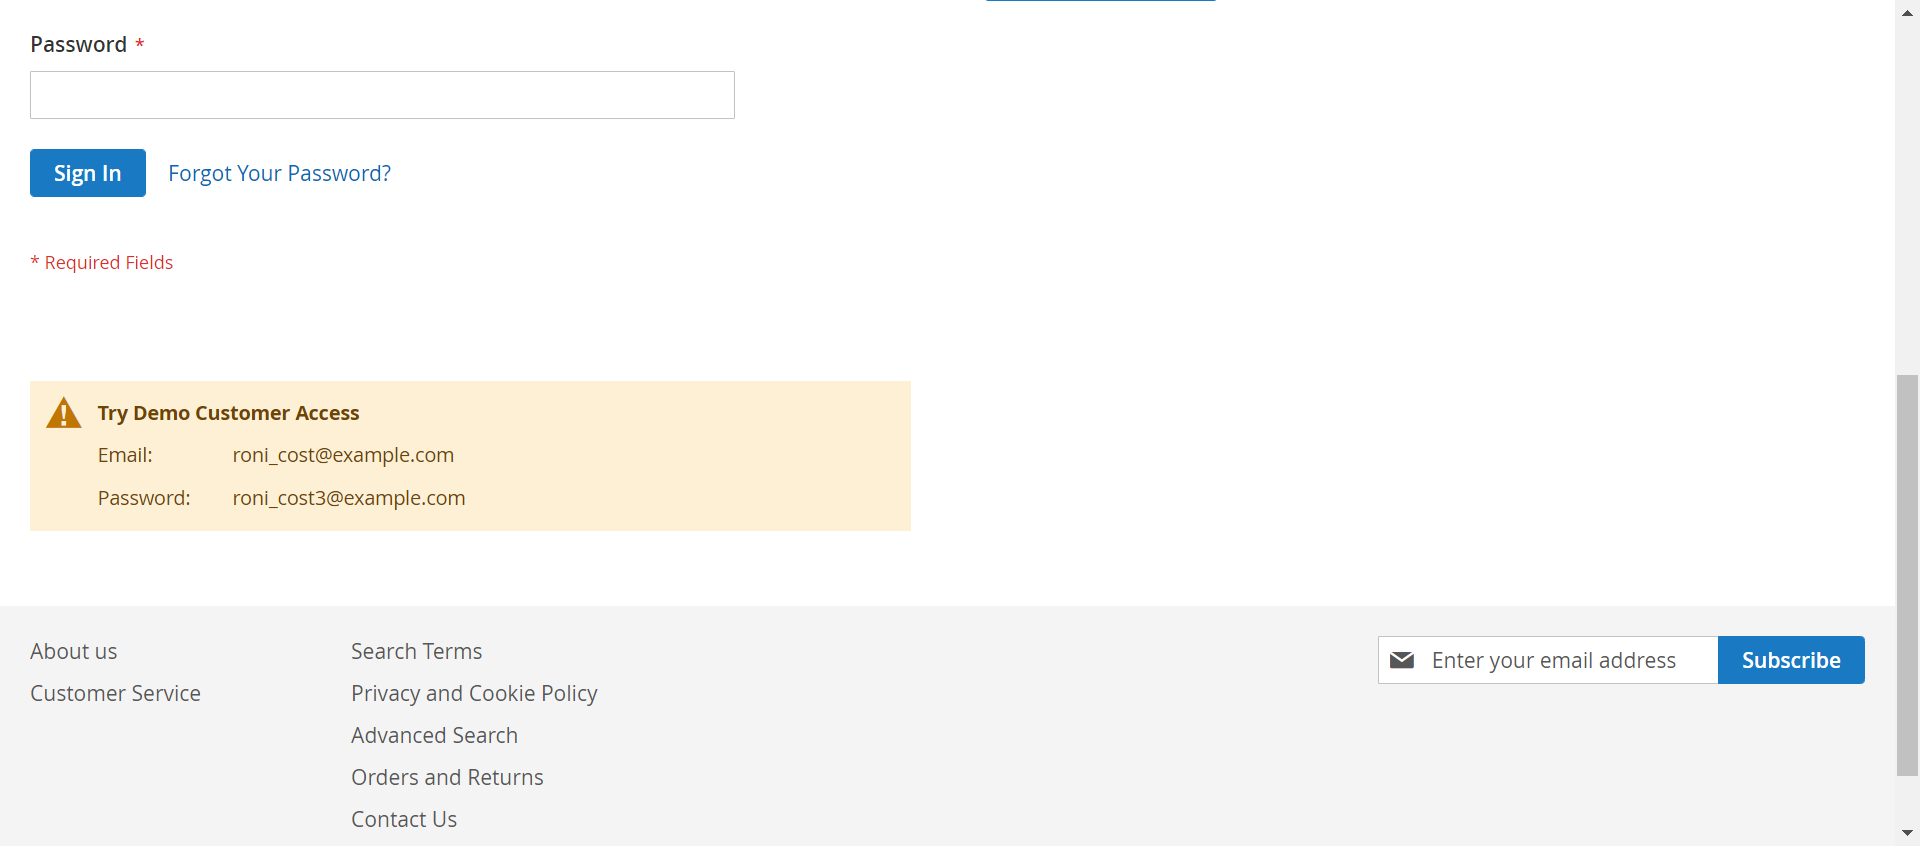 Password *
Sign In
Forgot Your Password?
* Required Fields
Try Demo Customer Access
Email: roni_cost@example.com
Password: roni_cost3@example.com
About us
Customer Service
Search Terms
Privacy and Cookie Policy
Advanced Search
Orders and Returns
Contact Us
Enter your email address
Subscribe